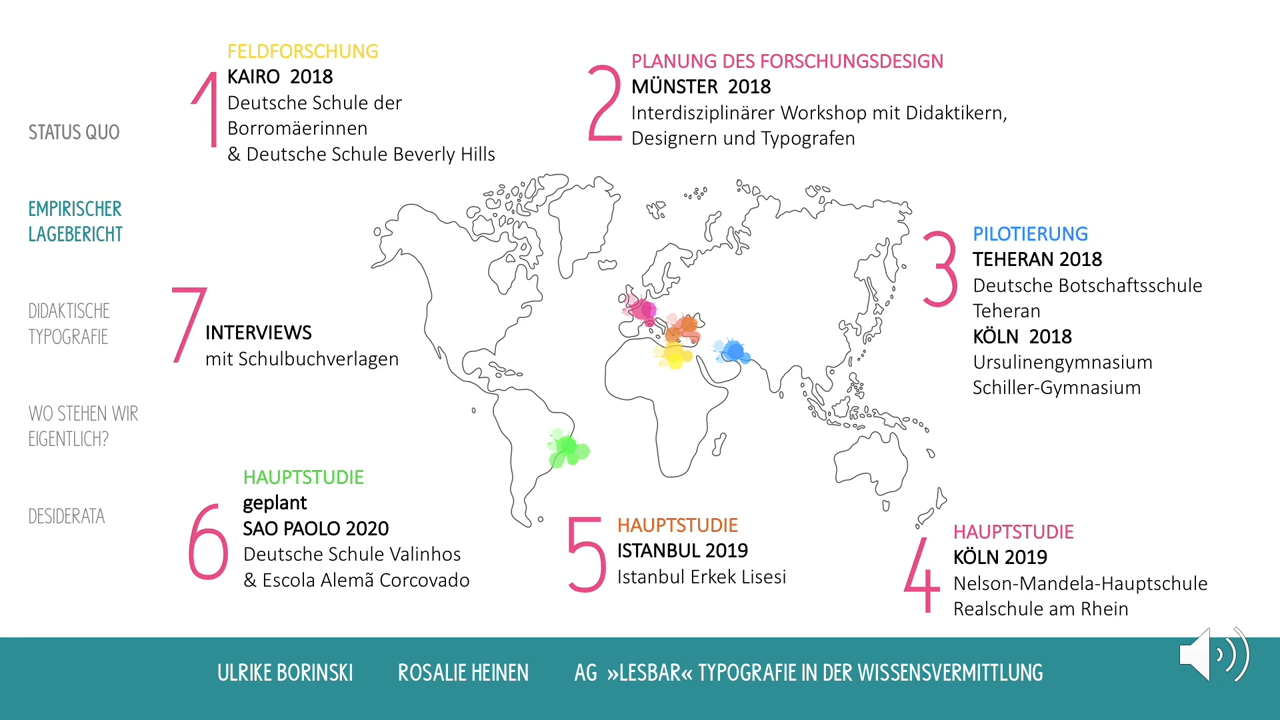 STATUS QUO
EMPIRISCHER
LAGEBERICHT
DIDAKTISCHE
TYPOGRAFIE
WO STEHEN WIR
EIGENTLICH?
DESIDERATA
1
FELDFORSCHUNG
KAIRO 2018
Deutsche Schule der
Borromäerinnen
& Deutsche Schule Beverly Hills
2
PLANUNG DES FORSCHUNGSDESIGN
MÜNSTER 2018
Interdisziplinärer Workshop mit Didaktikern,
Designern und Typografen
3
PILOTIERUNG
TEHERAN 2018
Deutsche Botschaftsschule
Teheran
KÖLN 2018
Ursulinengymnasium
Schiller-Gymnasium
7
INTERVIEWS
mit Schulbuchverlagen
6
HAUPTSTUDIE
geplant
SAO PAOLO 2020
Deutsche Schule Valinhos
& Escola Alemã Corcovado
5
HAUPTSTUDIE
ISTANBUL 2019
Istanbul Erkek Lisesi
4
HAUPTSTUDIE
KÖLN 2019
Nelson-Mandela-Hauptschule
Realschule am Rhein
ULRIKE BORINSKI ROSALIE HEINEN AG »LESBAR« TYPOGRAFIE IN DER WISSENSVERMITTLUNG